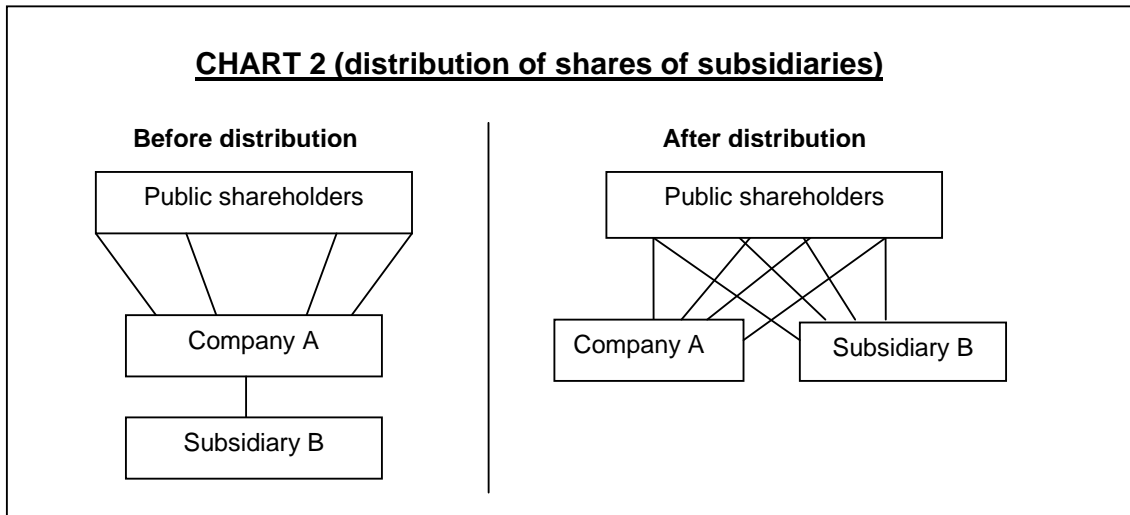 CHART 2 (distribution of shares of subsidiaries)
Before distribution
Public shareholders
Company A
Subsidiary B
After distribution
Public shareholders
Company A
Subsidiary B